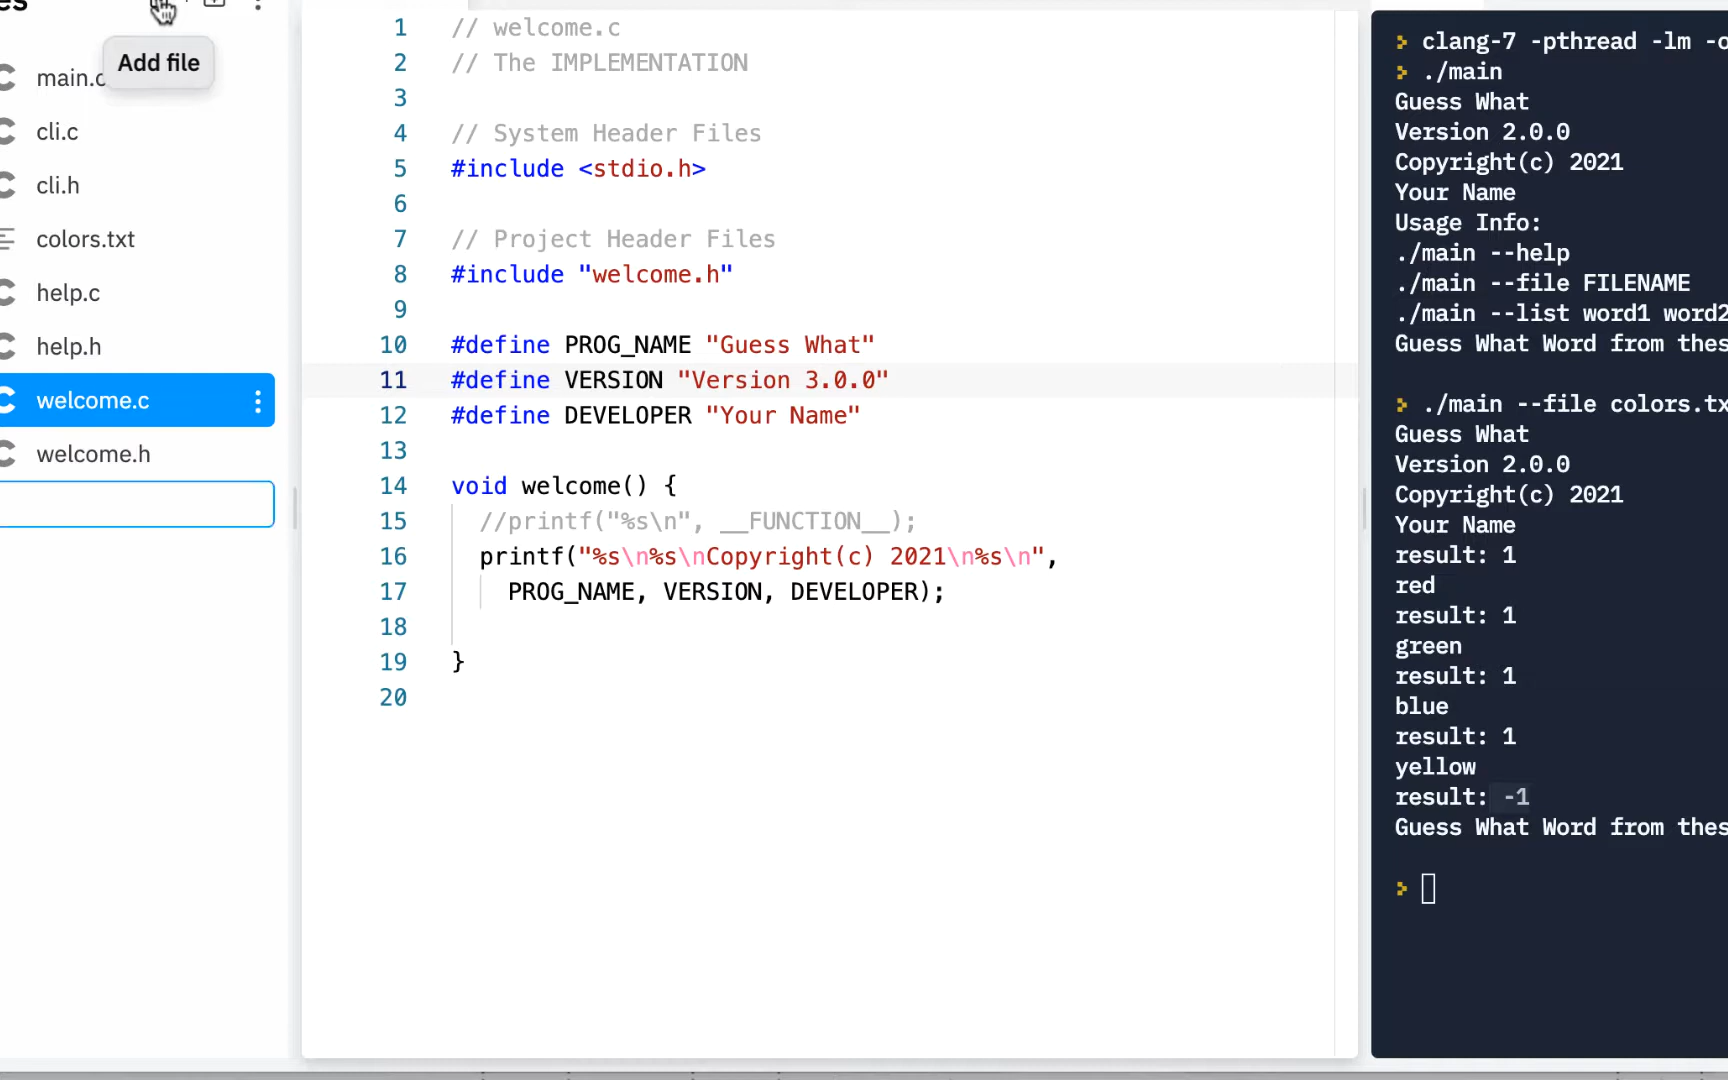 es
Add file
main.c
cli.c
cli.h
colors.txt
help.c
help.h
welcome.c
welcome.h
1 // welcome.c
2 // The IMPLEMENTATION
3
4 // System Header Files
5 #include <stdio.h>
6
7 // Project Header Files
8 #include "welcome.h"
9
10 #define PROG_NAME "Guess What"
11 #define VERSION "Version 3.0.0"
12 #define DEVELOPER "Your Name"
13
14 void welcome() {
15 //printf("%s\n", __FUNCTION__);
16 printf("%s\n%s\nCopyright(c) 2021\n%s\n",
17 PROG_NAME, VERSION, DEVELOPER);
18
19 }
20
> clang-7 -pthread -lm -o
> ./main
Guess What
Version 2.0.0
Copyright(c) 2021
Your Name
Usage Info:
./main --help
./main --file FILENAME
./main --list word1 word2
Guess What Word from thes
> ./main --file colors.tx
Guess What
Version 2.0.0
Copyright(c) 2021
Your Name
result: 1
red
result: 1
green
result: 1
blue
result: 1
yellow
result: -1
Guess What Word from thes
>